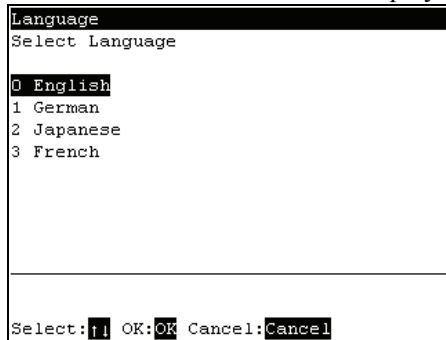 Language
Select Language
0 English
1 German
2 Japanese
3 French
Select:↑↓ OK:OK Cancel:Cancel